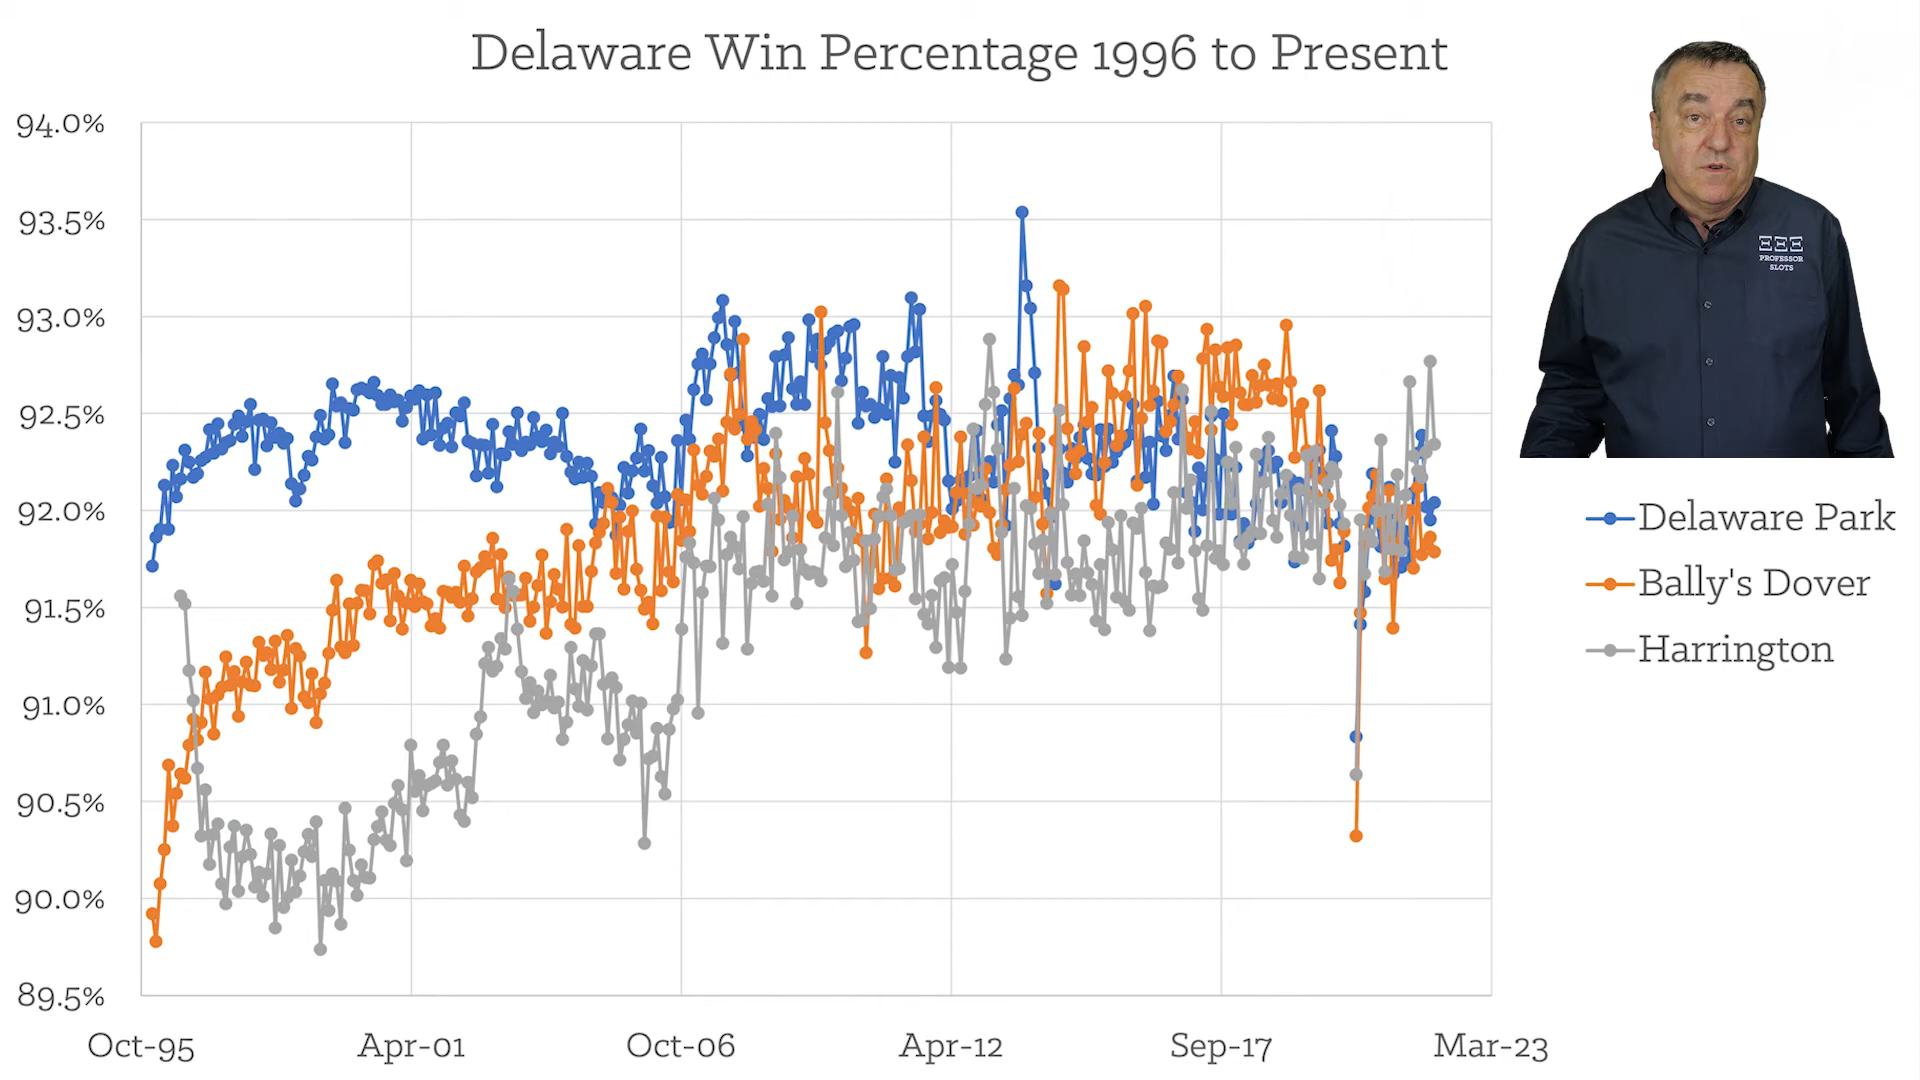 Delaware Win Percentage 1996 to Present
94.0%
93.5%
93.0%
92.5%
92.0%
91.5%
91.0%
90.5%
90.0%
89.5%
Oct-95 Apr-01 Oct-06 Apr-12 Sep-17 Mar-23
PROFESSOR
SLOTS
Delaware Park
Bally's Dover
Harrington